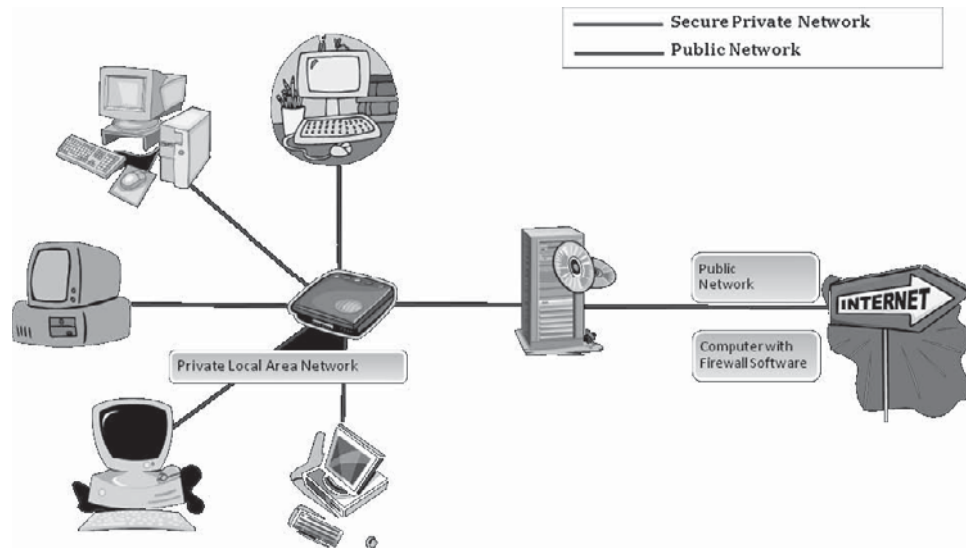 Secure Private Network
Public Network
Public
Network
INTERNET
Computer with
Firewall Software
Private Local Area Network